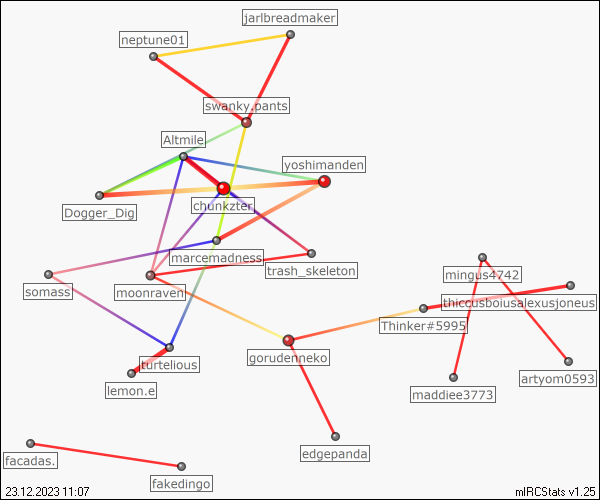 jarlbreadmaker
neptune01
swanky.pants
Altmile
yoshimanden
chunkzter
Dogger_Dig
marcemadness
trash_skeleton
mingus4742
somass
moonraven
thiccusboiusalexusjoneus
Thinker#5995
gorudenneko
turtelious
artyom0593
lemon.e
maddiee3773
edgepanda
facadas.
fakedingo
23.12.2023 11:07
mIRCStats v1.25